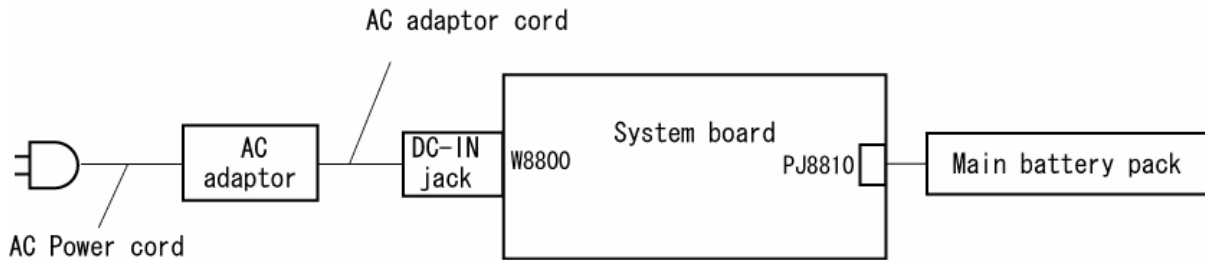 AC adaptor cord
AC
adaptor
DC-IN
jack
W8800
System board
PJ8810
Main battery pack
AC Power cord